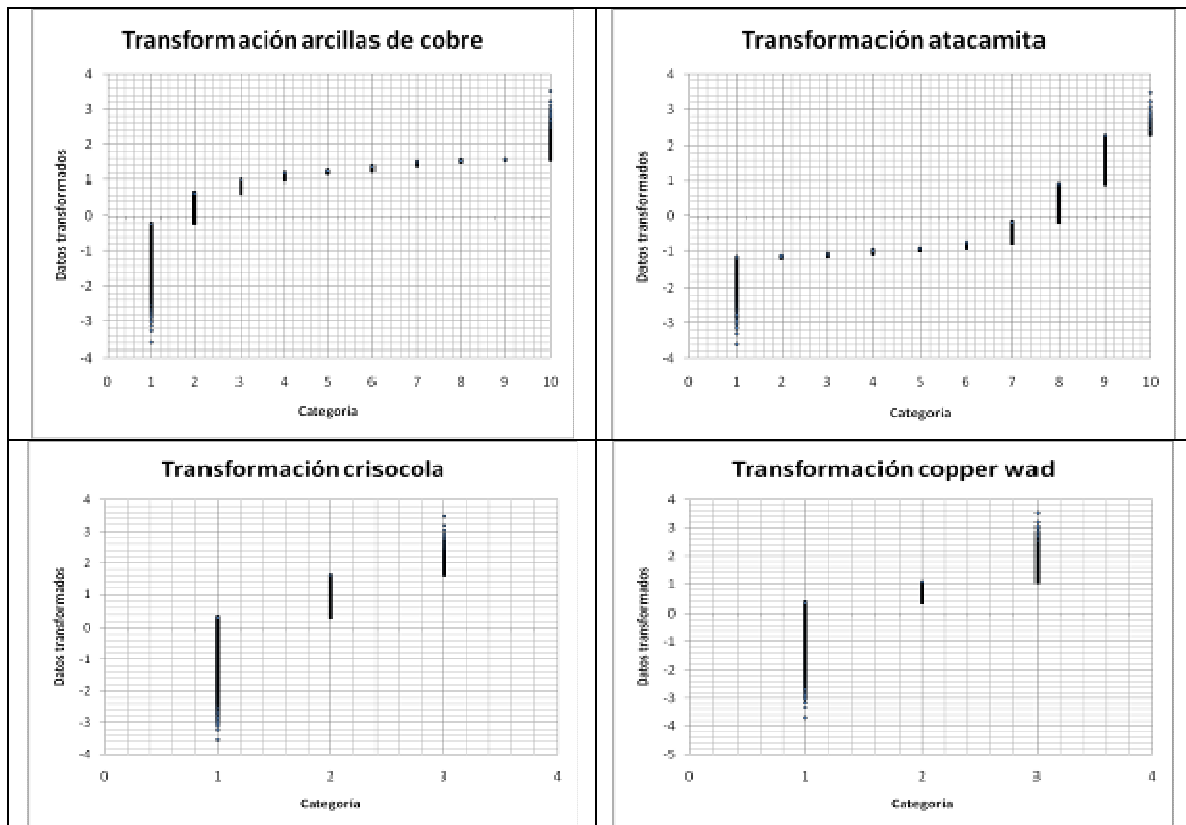 Transformación arcillas de cobre
Datos transformados
4
3
2
1
0
-1
-2
-3
-4
0 1 2 3 4 5 6 7 8 9 10
Categoria
Transformación atacamita
Datos transformados
4
3
2
1
0
-1
-2
-3
-4
0 1 2 3 4 5 6 7 8 9 10
Categoria
Transformación crisocola
Datos transformados
4
3
2
1
0
-1
-2
-3
-4
0 1 2 3 4
Categoría
Transformación copper wad
Datos transformados
4
3
2
1
0
-1
-2
-3
-4
-5
0 1 2 3 4
Categoría